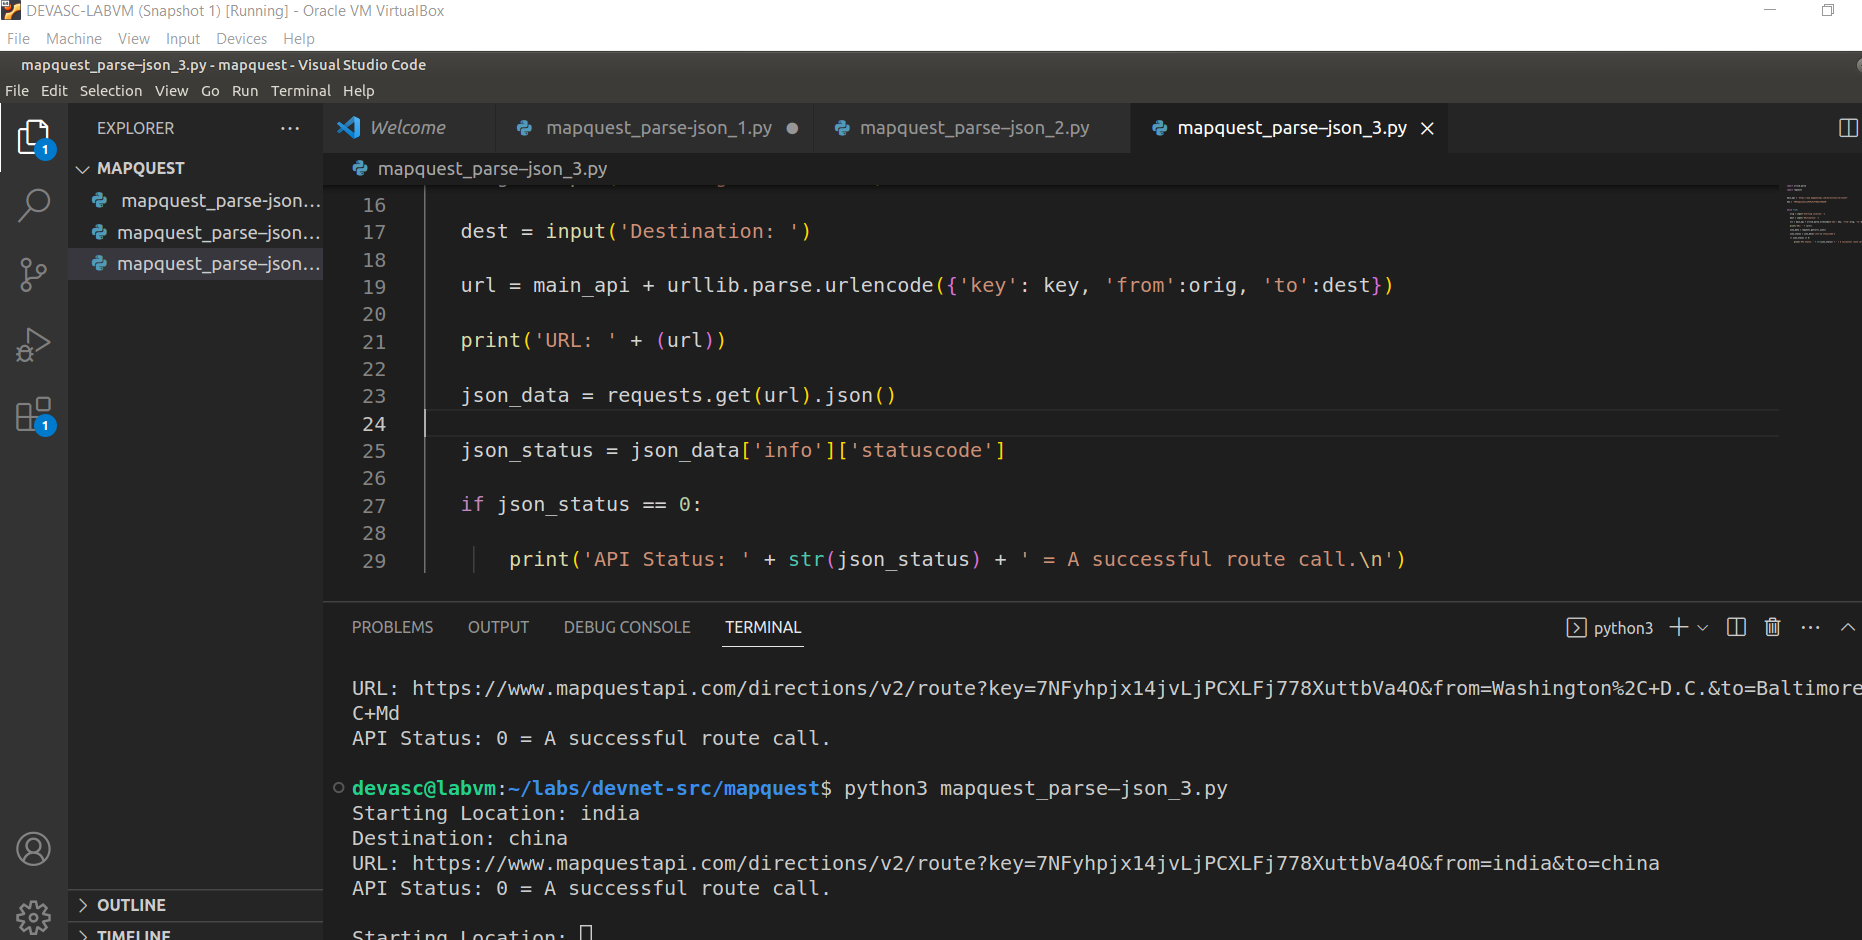 DEVASC-LABVM (Snapshot 1) [Running] - Oracle VM VirtualBox
File Machine View Input Devices Help
mapquest_parse–json_3.py - mapquest - Visual Studio Code
File Edit Selection View Go Run Terminal Help
EXPLORER ···
Welcome mapquest_parse-json_1.py mapquest_parse–json_2.py mapquest_parse–json_3.py
1
MAPQUEST
mapquest_parse–json_3.py
mapquest_parse-json...
mapquest_parse–json...
mapquest_parse–json...
16
17 dest = input('Destination: ')
18
19 url = main_api + urllib.parse.urlencode({'key': key, 'from':orig, 'to':dest})
20
21 print('URL: ' + (url))
22
23 json_data = requests.get(url).json()
24
1
25 json_status = json_data['info']['statuscode']
26
27 if json_status == 0:
28
29 print('API Status: ' + str(json_status) + ' = A successful route call.\n')
PROBLEMS OUTPUT DEBUG CONSOLE TERMINAL python3
URL: https://www.mapquestapi.com/directions/v2/route?key=7NFyhpjx14jvLjPCXLFj778XuttbVa4O&from=Washington%2C+D.C.&to=Baltimore
C+Md
API Status: 0 = A successful route call.
devasc@labvm:~/labs/devnet-src/mapquest$ python3 mapquest_parse–json_3.py
Starting Location: india
Destination: china
URL: https://www.mapquestapi.com/directions/v2/route?key=7NFyhpjx14jvLjPCXLFj778XuttbVa4O&from=india&to=china
API Status: 0 = A successful route call.
Starting Location:
OUTLINE
TIMELINE